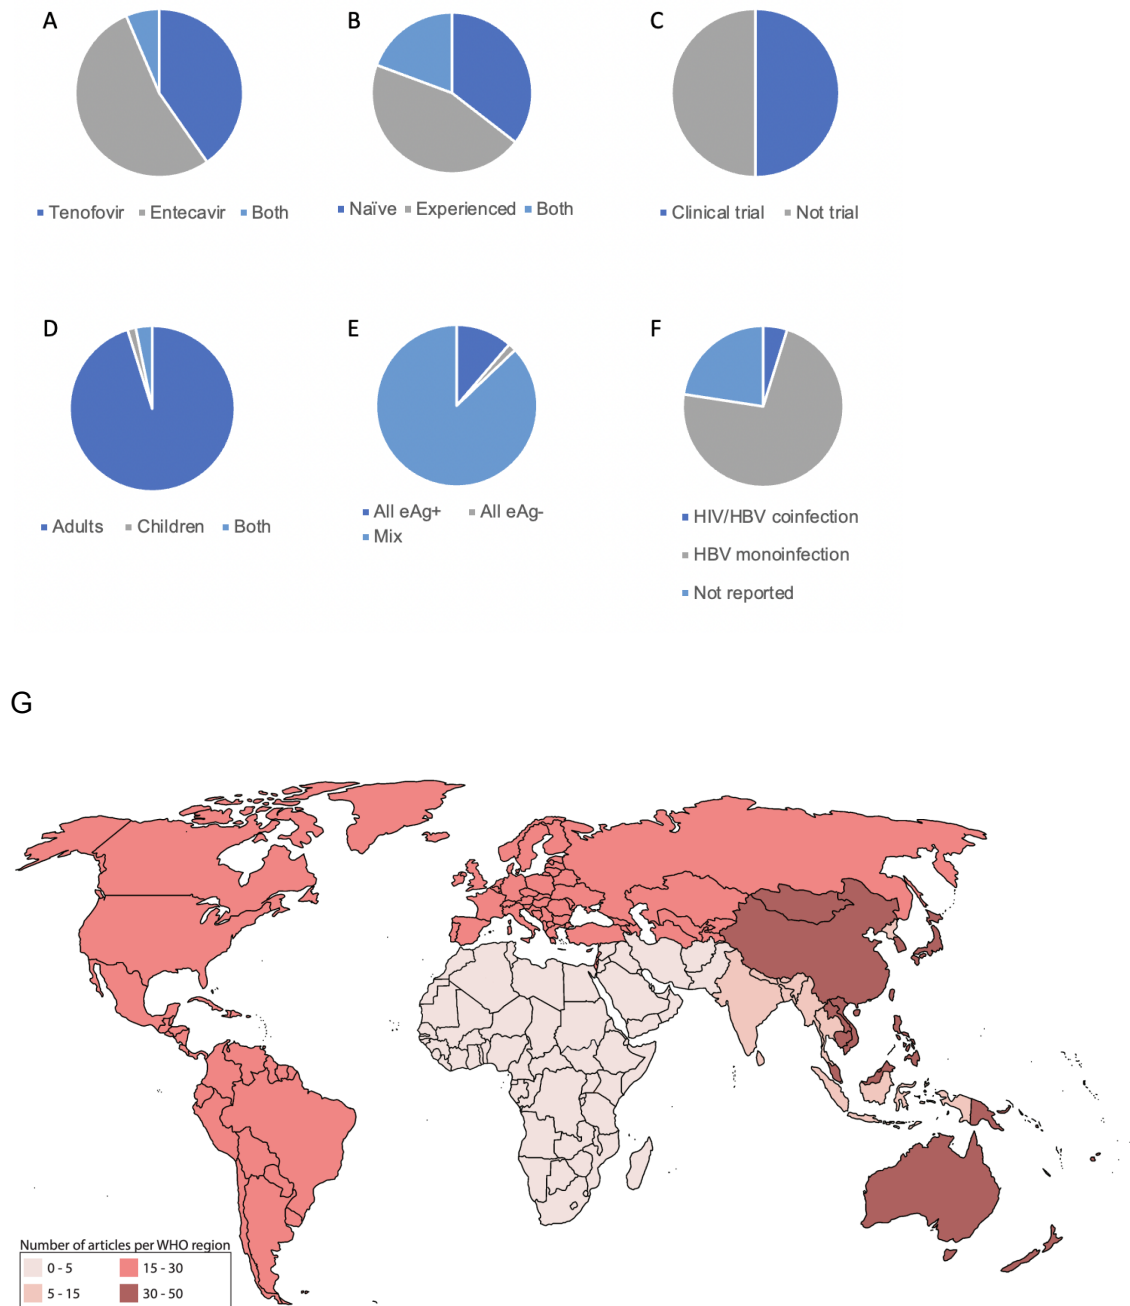 A
B
C
Tenofovir Entecavir Both
Naïve Experienced Both
Clinical trial Not trial
D
E
F
Adults Children Both
All eAg+ All eAg-
Mix
HIV/HBV coinfection
HBV monoinfection
Not reported
G
Number of articles per WHO region
0 - 5 15 - 30
5 - 15 30 - 50